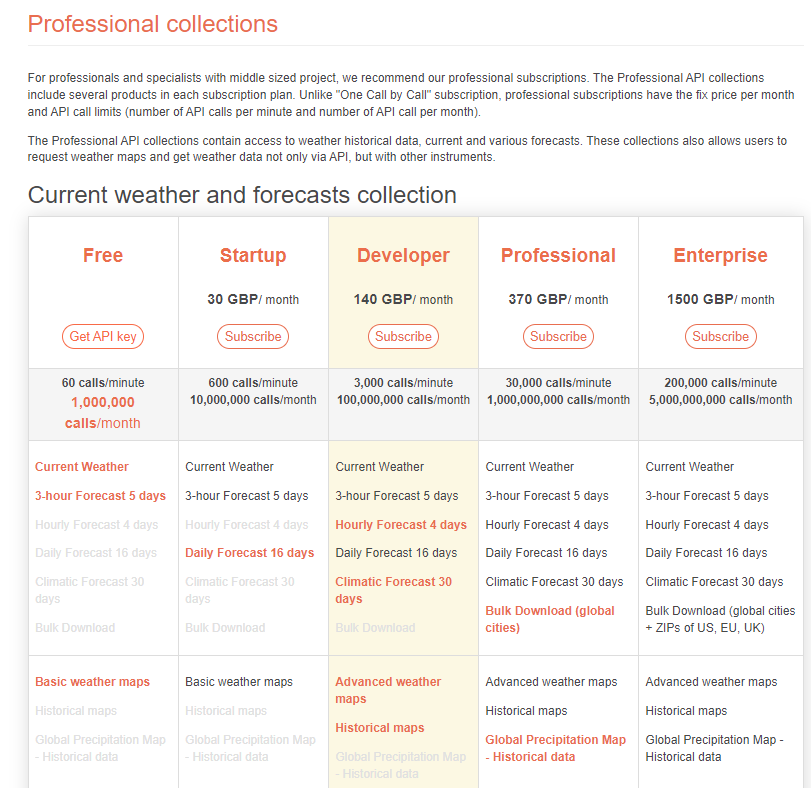 Professional collections
For professionals and specialists with middle sized project, we recommend our professional subscriptions. The Professional API collections
include several products in each subscription plan. Unlike "One Call by Call" subscription, professional subscriptions have the fix price per month
and API call limits (number of API calls per minute and number of API call per month).
The Professional API collections contain access to weather historical data, current and various forecasts. These collections also allows users to
request weather maps and get weather data not only via API, but with other instruments.
Current weather and forecasts collection
Free
Get API key
60 calls/minute
1,000,000
calls/month
Current Weather
3-hour Forecast 5 days
Hourly Forecast 4 days
Daily Forecast 16 days
Climatic Forecast 30
days
Bulk Download
Basic weather maps
Historical maps
Global Precipitation Map
- Historical data
Startup
30 GBP/ month
Subscribe
600 calls/minute
10,000,000 calls/month
Current Weather
3-hour Forecast 5 days
Hourly Forecast 4 days
Daily Forecast 16 days
Climatic Forecast 30
days
Bulk Download
Basic weather maps
Historical maps
Global Precipitation Map
- Historical data
Developer
140 GBP/ month
Subscribe
3,000 calls/minute
100,000,000 calls/month
Current Weather
3-hour Forecast 5 days
Hourly Forecast 4 days
Daily Forecast 16 days
Climatic Forecast 30
days
Bulk Download
Advanced weather
maps
Historical maps
Global Precipitation Map
- Historical data
Professional
370 GBP/ month
Subscribe
30,000 calls/minute
1,000,000,000 calls/month
Current Weather
3-hour Forecast 5 days
Hourly Forecast 4 days
Daily Forecast 16 days
Climatic Forecast 30 days
Bulk Download (global
cities)
Advanced weather maps
Historical maps
Global Precipitation Map
- Historical data
Enterprise
1500 GBP/ month
Subscribe
200,000 calls/minute
5,000,000,000 calls/month
Current Weather
3-hour Forecast 5 days
Hourly Forecast 4 days
Daily Forecast 16 days
Climatic Forecast 30 days
Bulk Download (global cities
+ ZIPs of US, EU, UK)
Advanced weather maps
Historical maps
Global Precipitation Map -
Historical data